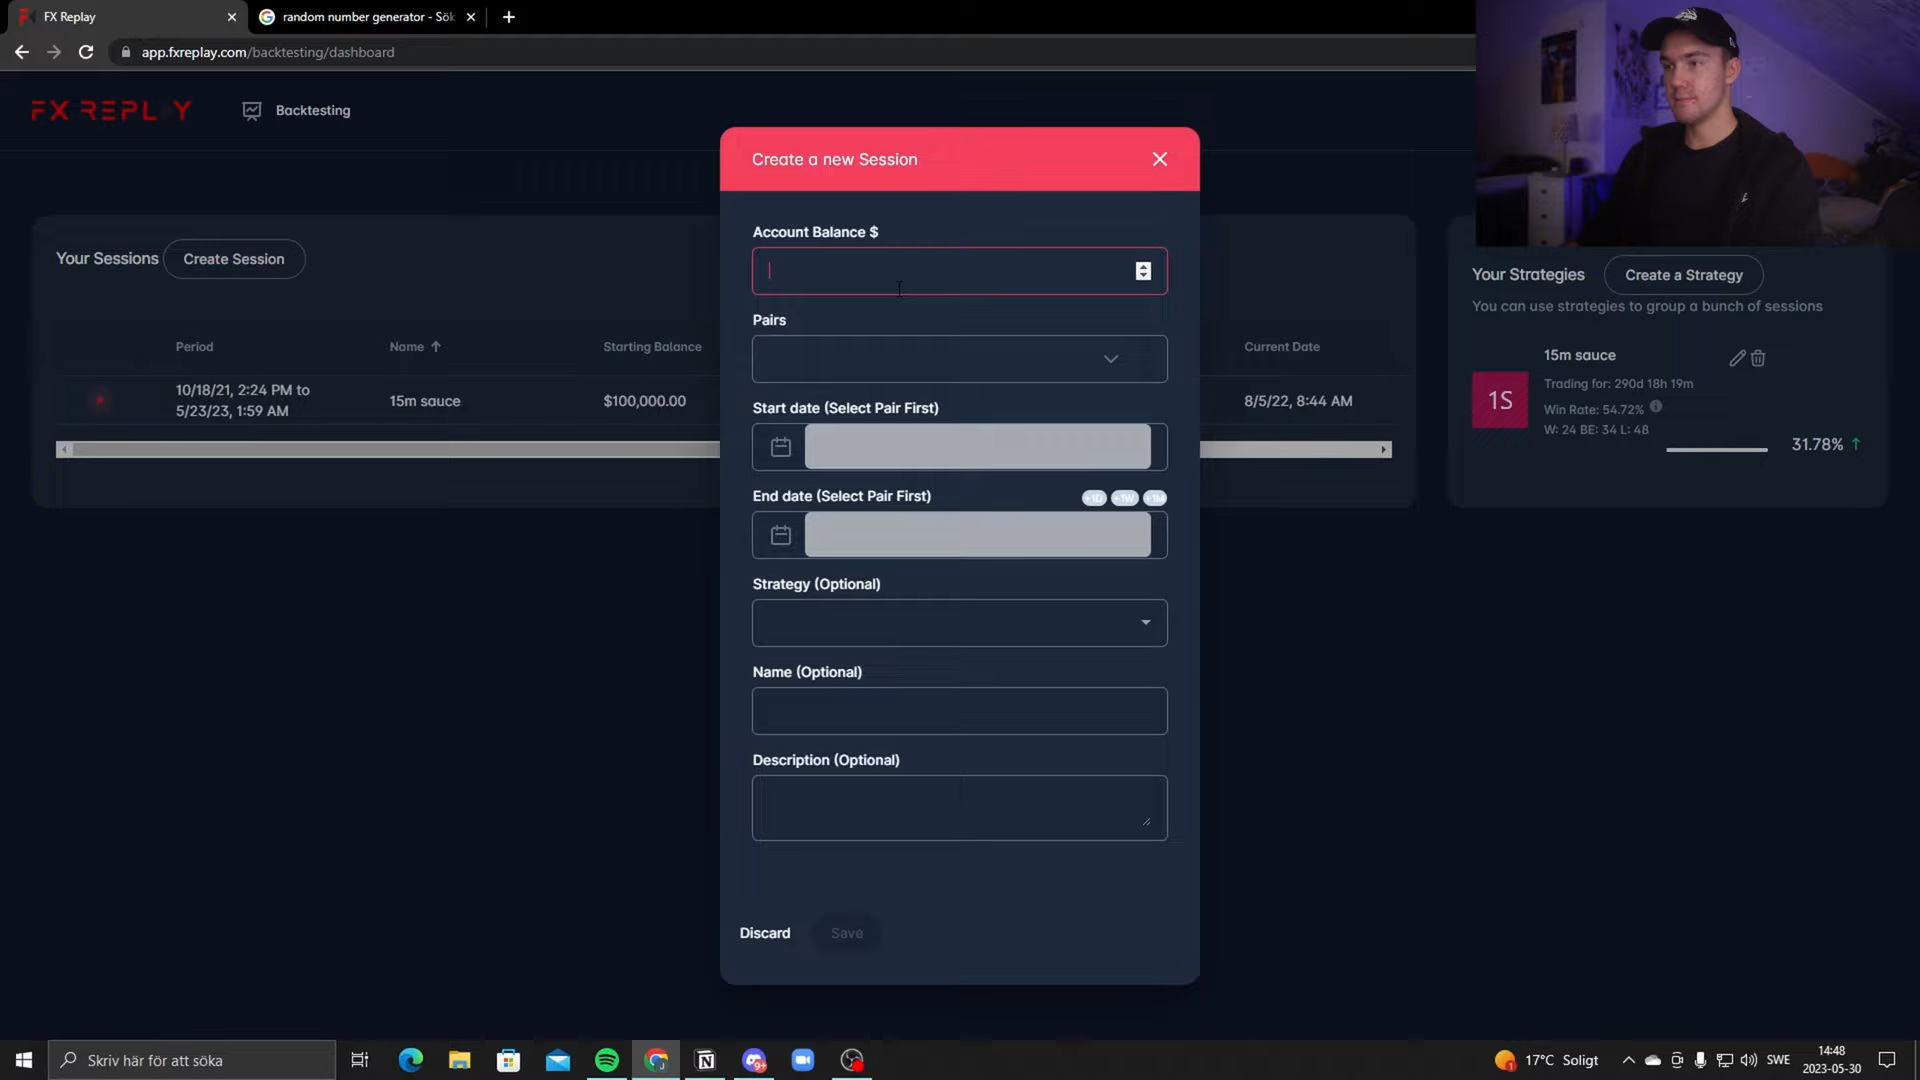 FX Replay
random number generator - Sök
app.fxreplay.com/backtesting/dashboard
FX REPLAY
Backtesting
Create a new Session
Your Sessions
Create Session
Period
Name
Starting Balance
Current Date
10/18/21, 2:24 PM to
5/23/23, 1:59 AM
15m sauce
$100,000.00
8/5/22, 8:44 AM
Account Balance $
Pairs
Start date (Select Pair First)
End date (Select Pair First)
+1D
+1W
+1M
Strategy (Optional)
Name (Optional)
Description (Optional)
Discard
Save
Your Strategies
Create a Strategy
You can use strategies to group a bunch of sessions
1S
15m sauce
Trading for: 290d 18h 19m
Win Rate: 54.72%
W: 24 BE: 34 L: 48
31.78%
Skriv här för att söka
9+
17°C Soligt
SWE
14:48
2023-05-30